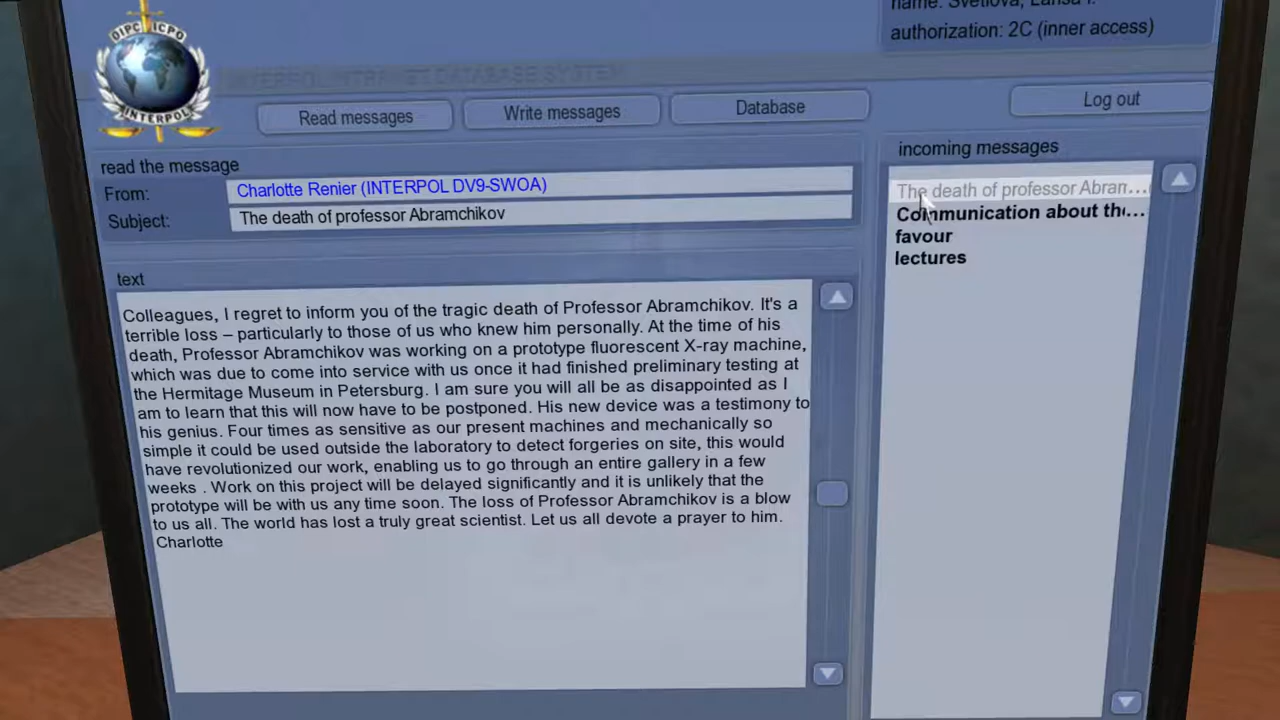 name: Svetlova, Larisa I.
authorization: 2C (inner access)
OIPC ICPO
INTERPOL
INTERPOL INTRANET DATABASE SYSTEM
Read messages
Write messages
Database
Log out
read the message
From:
Charlotte Renier (INTERPOL DV9-SWOA)
Subject:
The death of professor Abramchikov
text
Colleagues, I regret to inform you of the tragic death of Professor Abramchikov. It's a
terrible loss – particularly to those of us who knew him personally. At the time of his
death, Professor Abramchikov was working on a prototype fluorescent X-ray machine,
which was due to come into service with us once it had finished preliminary testing at
the Hermitage Museum in Petersburg. I am sure you will all be as disappointed as I
am to learn that this will now have to be postponed. His new device was a testimony to
his genius. Four times as sensitive as our present machines and mechanically so
simple it could be used outside the laboratory to detect forgeries on site, this would
have revolutionized our work, enabling us to go through an entire gallery in a few
weeks . Work on this project will be delayed significantly and it is unlikely that the
prototype will be with us any time soon. The loss of Professor Abramchikov is a blow
to us all. The world has lost a truly great scientist. Let us all devote a prayer to him.
Charlotte
incoming messages
The death of professor Abram...
Communication about the...
favour
lectures